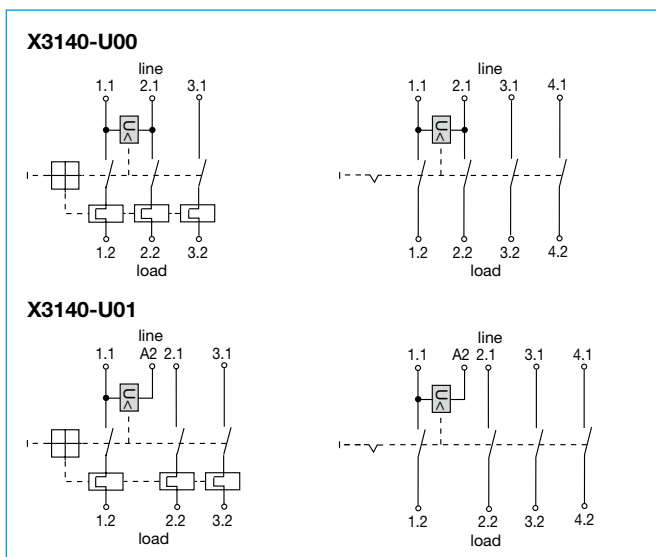 X3140-U00
line
1.1 2.1 3.1
U<
I
1.2 2.2 3.2
load
line
1.1 2.1 3.1 4.1
U<
I
1.2 2.2 3.2 4.2
load
X3140-U01
line
1.1 A2 2.1 3.1
U<
I
1.2 2.2 3.2
load
line
1.1 A2 2.1 3.1 4.1
U<
I
1.2 2.2 3.2 4.2
load